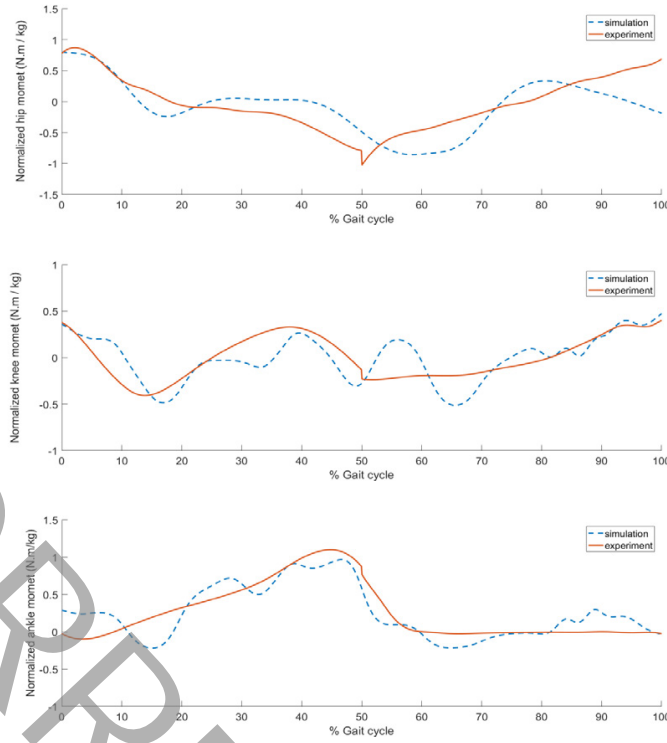 1.5
1
0.5
0
-0.5
-1
-1.5
Normalized hip momet (N.m / kg)
simulation
experiment
0 10 20 30 40 50 60 70 80 90 100
% Gait cycle
1
0.5
0
-0.5
-1
Normalized knee momet (N.m / kg)
simulation
experiment
0 10 20 30 40 50 60 70 80 90 100
% Gait cycle
1.5
1
0.5
0
-0.5
-1
Normalized ankle momet (N.m/kg)
simulation
experiment
0 10 20 30 40 50 60 70 80 90 100
% Gait cycle